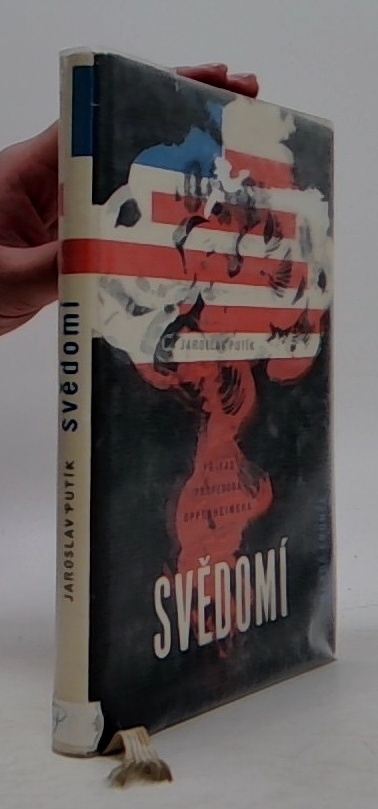 JAROSLAV PUTÍK svědomí
JAROSLAV PUTÍK
PŘÍPAD
PROFESORA
OPPENHEIMERA
SVĚDOMÍ